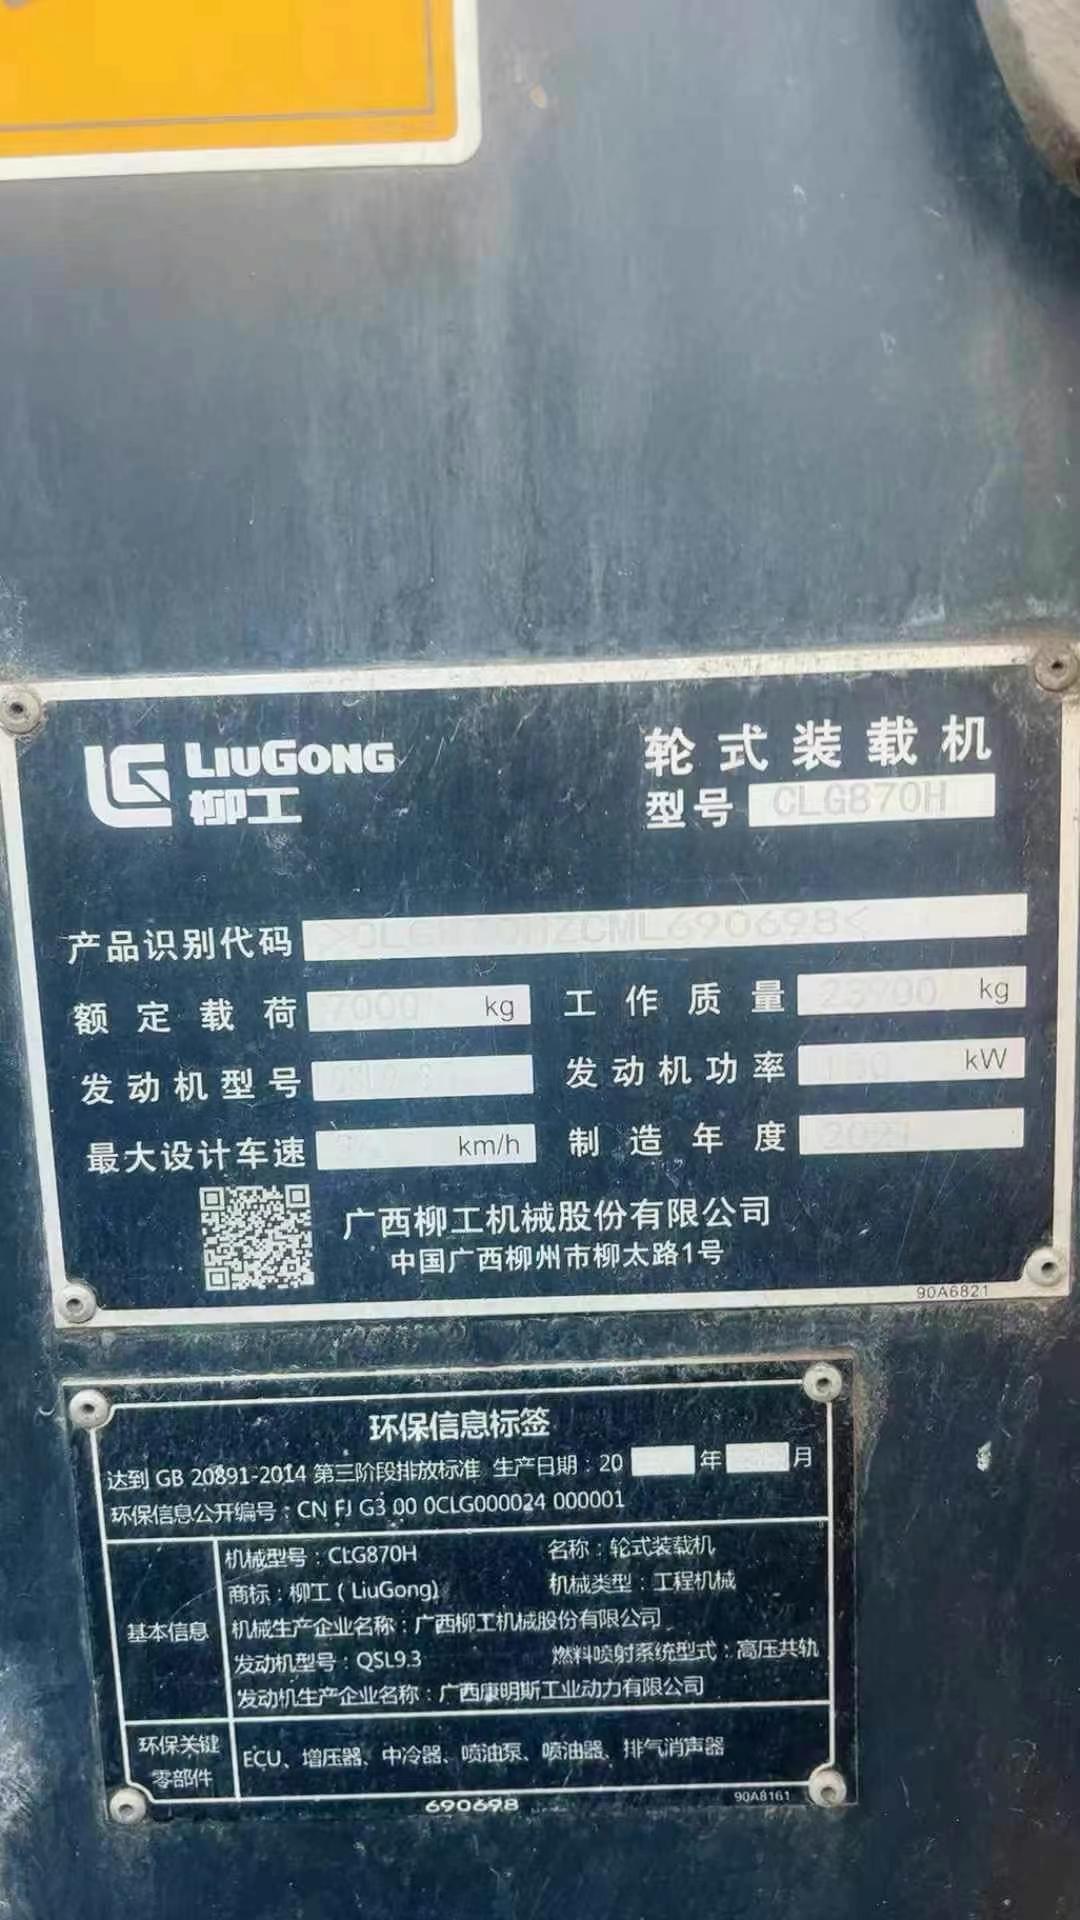 LIUGONG
柳工
轮式装载机
型号 CLG870H
产品识别代码 ZCML690698<
额定载荷 7000 kg 工作质量 23900 kg
发动机型号 发动机功率 kW
最大设计车速 km/h 制造年度
广西柳工机械股份有限公司
中国广西柳州市柳太路1号
90A6821
环保信息标签
达到 GB 20891-2014 第三阶段排放标准 生产日期：20 年 月
环保信息公开编号：CN FJ G3 00 0CLG000024 000001
基本信息
机械型号：CLG870H 名称：轮式装载机
商标：柳工（LiuGong) 机械类型：工程机械
机械生产企业名称：广西柳工机械股份有限公司
发动机型号：QSL9.3 燃料喷射系统型式：高压共轨
发动机生产企业名称：广西康明斯工业动力有限公司
环保关键
零部件
ECU、增压器、中冷器、喷油泵、喷油器、排气消声器
690698
90A8161